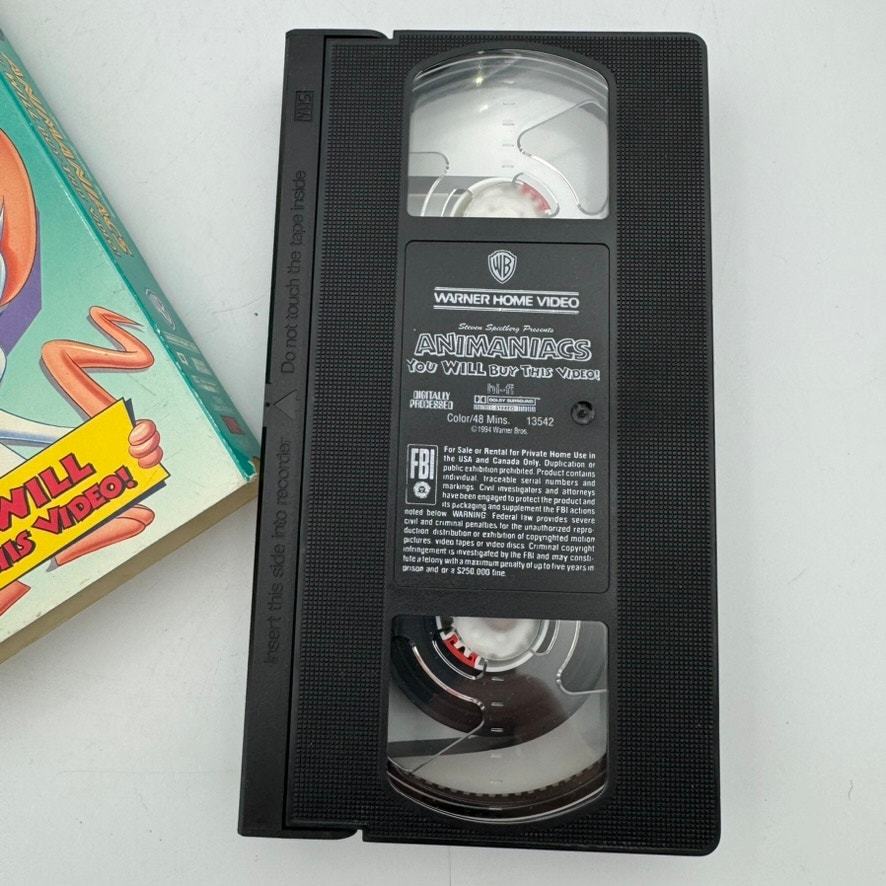 ANIMANIACS
WILL
THIS VIDEO!
VHS
Do not touch the tape inside
Insert this side into recorder
WB
WARNER HOME VIDEO
Steven Spielberg Presents
ANIMANIACS
YOU WILL BUY THIS VIDEO!
hi-fi
DIGITALLY
PROCESSED
DOLBY SURROUND
STEREO
Color/48 Mins. 13542
© 1994 Warner Bros.
FBI
For Sale or Rental for Private Home Use in
the USA and Canada Only. Duplication or
public exhibition prohibited. Product contains
individual, traceable serial numbers and
markings. Civil investigators and attorneys
have been engaged to protect the product and
its packaging and supplement the FBI actions
noted below. WARNING: Federal law provides severe
civil and criminal penalties for the unauthorized repro-
duction, distribution or exhibition of copyrighted motion
pictures, video tapes or video discs. Criminal copyright
infringement is investigated by the FBI and may consti-
tute a felony with a maximum penalty of up to five years in
prison and or a $250,000 fine.